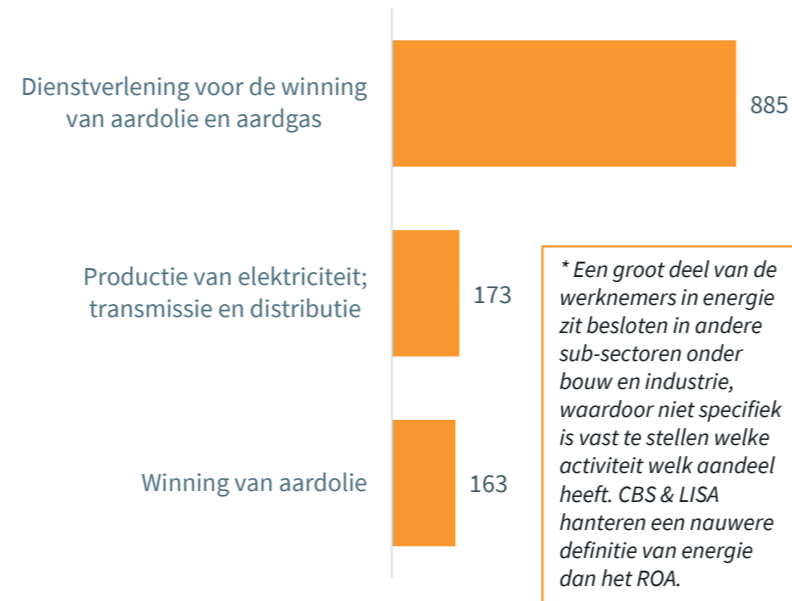 Dienstverlening voor de winning
van aardolie en aardgas
885
Productie van elektriciteit;
transmissie en distributie
173
Winning van aardolie
163
* Een groot deel van de
werknemers in energie
zit besloten in andere
sub-sectoren onder
bouw en industrie,
waardoor niet specifiek
is vast te stellen welke
activiteit welk aandeel
heeft. CBS & LISA
hanteren een nauwere
definitie van energie
dan het ROA.